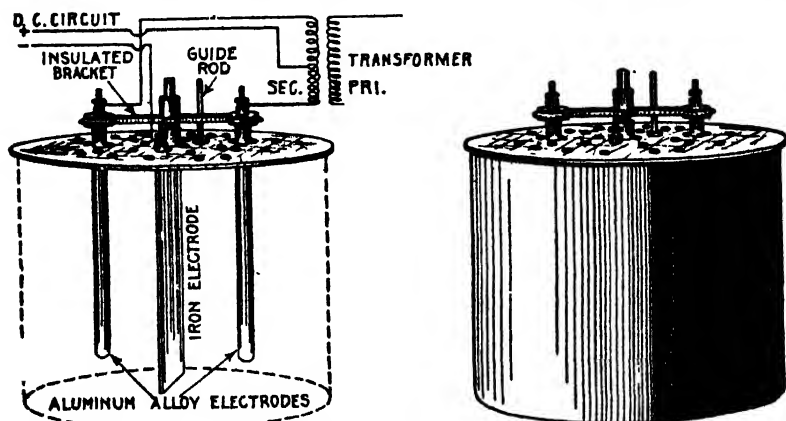 D.C. CIRCUIT
+
−
INSULATED
BRACKET
GUIDE
ROD
SEC.
TRANSFORMER
PRI.
IRON ELECTRODE
ALUMINUM ALLOY ELECTRODES